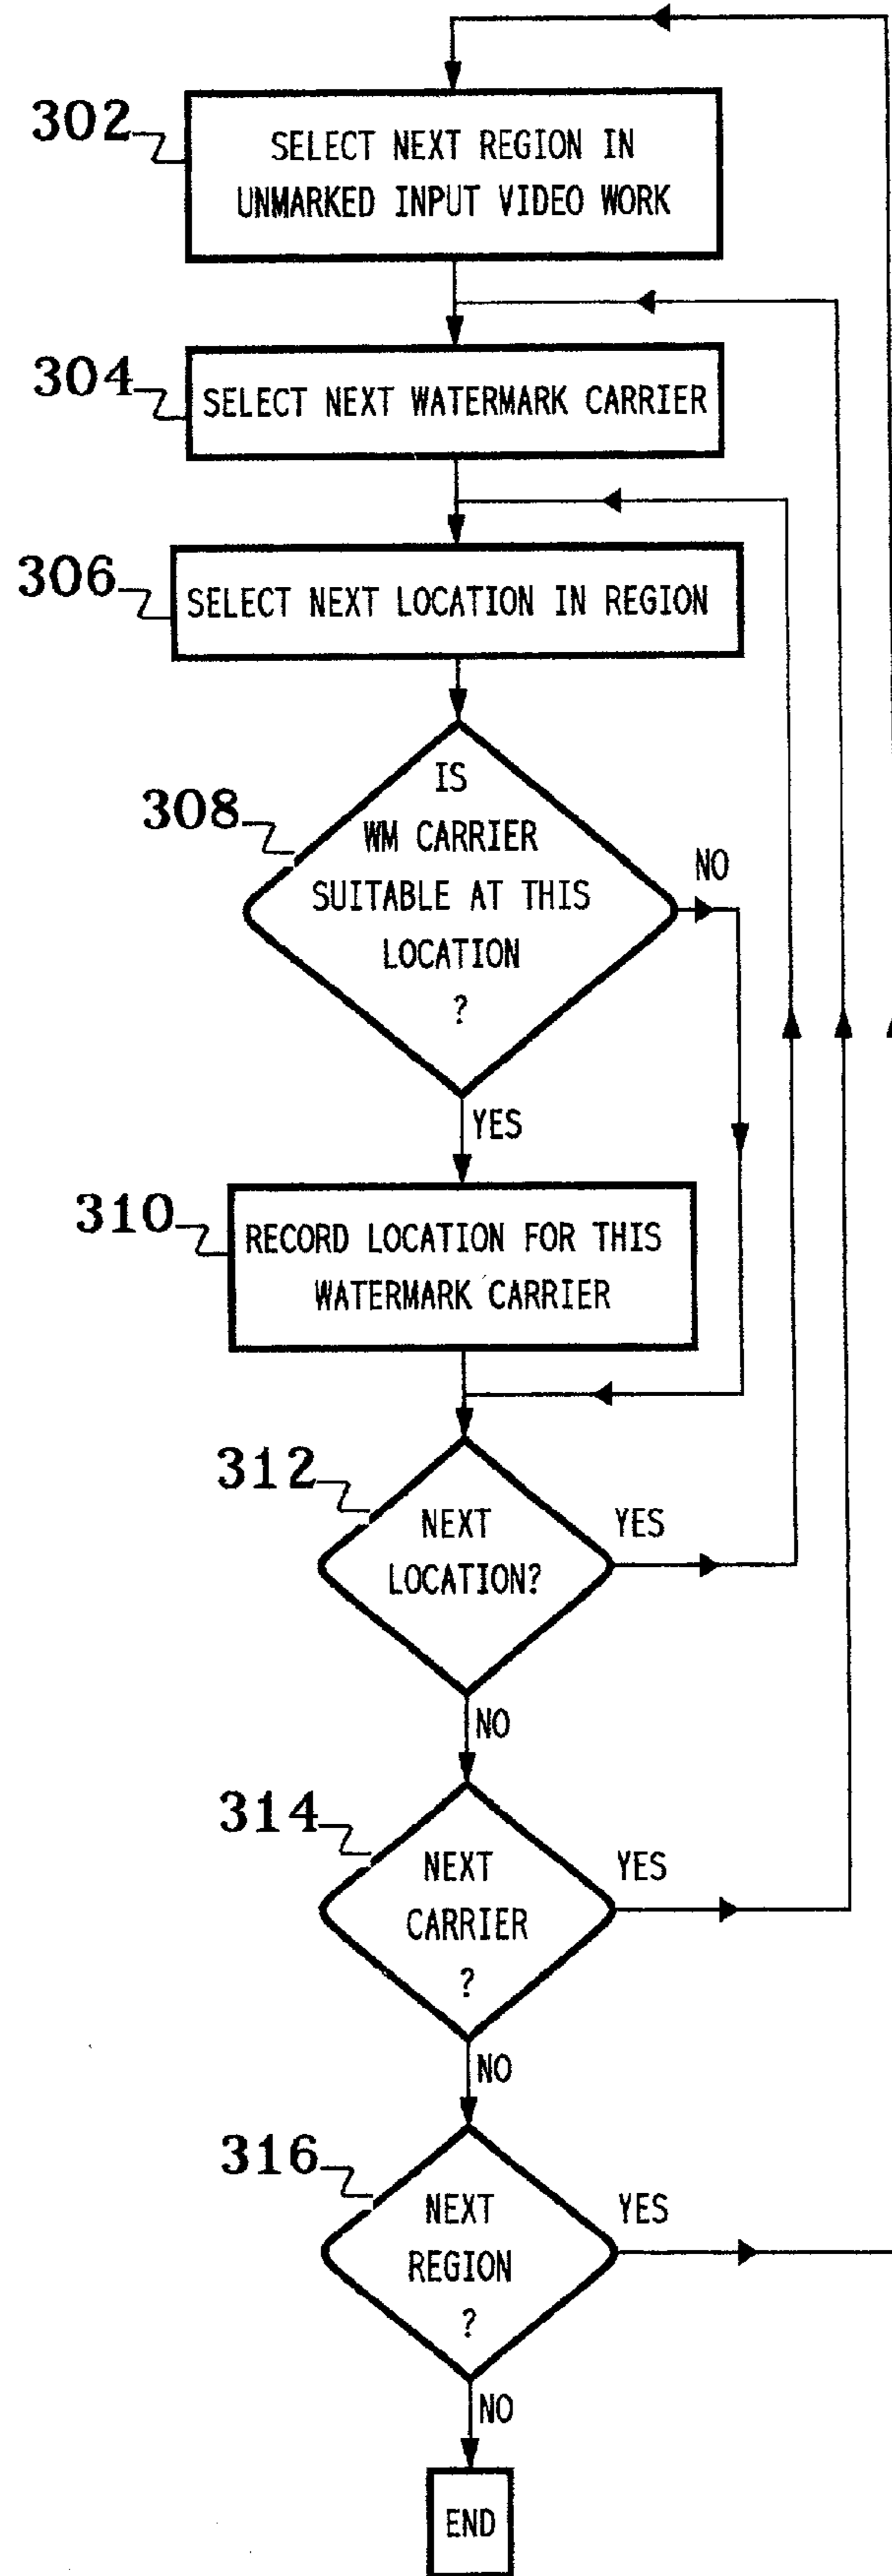 302
SELECT NEXT REGION IN
UNMARKED INPUT VIDEO WORK
304
SELECT NEXT WATERMARK CARRIER
306
SELECT NEXT LOCATION IN REGION
308
IS
WM CARRIER
SUITABLE AT THIS
LOCATION
?
NO
YES
310
RECORD LOCATION FOR THIS
WATERMARK CARRIER
312
NEXT
LOCATION?
YES
NO
314
NEXT
CARRIER
?
YES
NO
316
NEXT
REGION
?
YES
NO
END